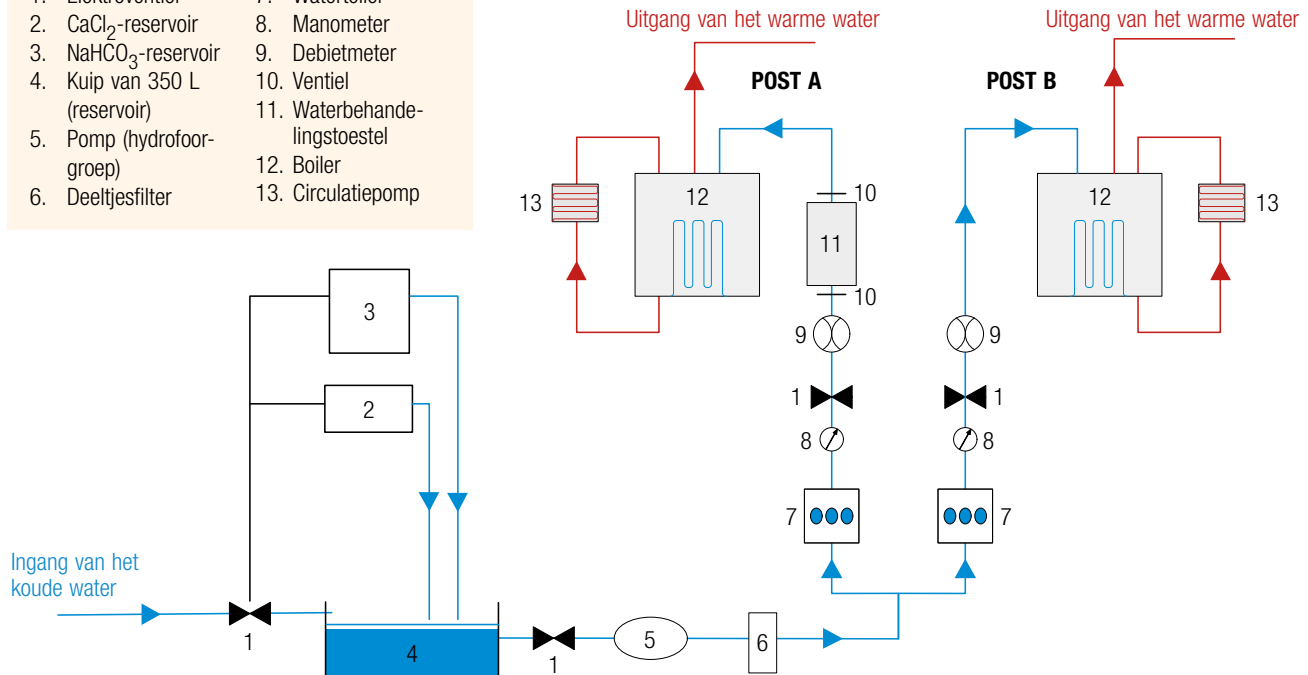 2. CaCl2-reservoir
3. NaHCO3-reservoir
4. Kuip van 350 L
(reservoir)
5. Pomp (hydrofoor-
groep)
6. Deeltjesfilter
8. Manometer
9. Debietmeter
10. Ventiel
11. Waterbehande-
lingstoestel
12. Boiler
13. Circulatiepomp
Uitgang van het warme water
Uitgang van het warme water
POST A
POST B
10
13
12
12
13
11
10
3
9
9
1
1
2
8
8
7
7
Ingang van het
koude water
1
4
1
5
6